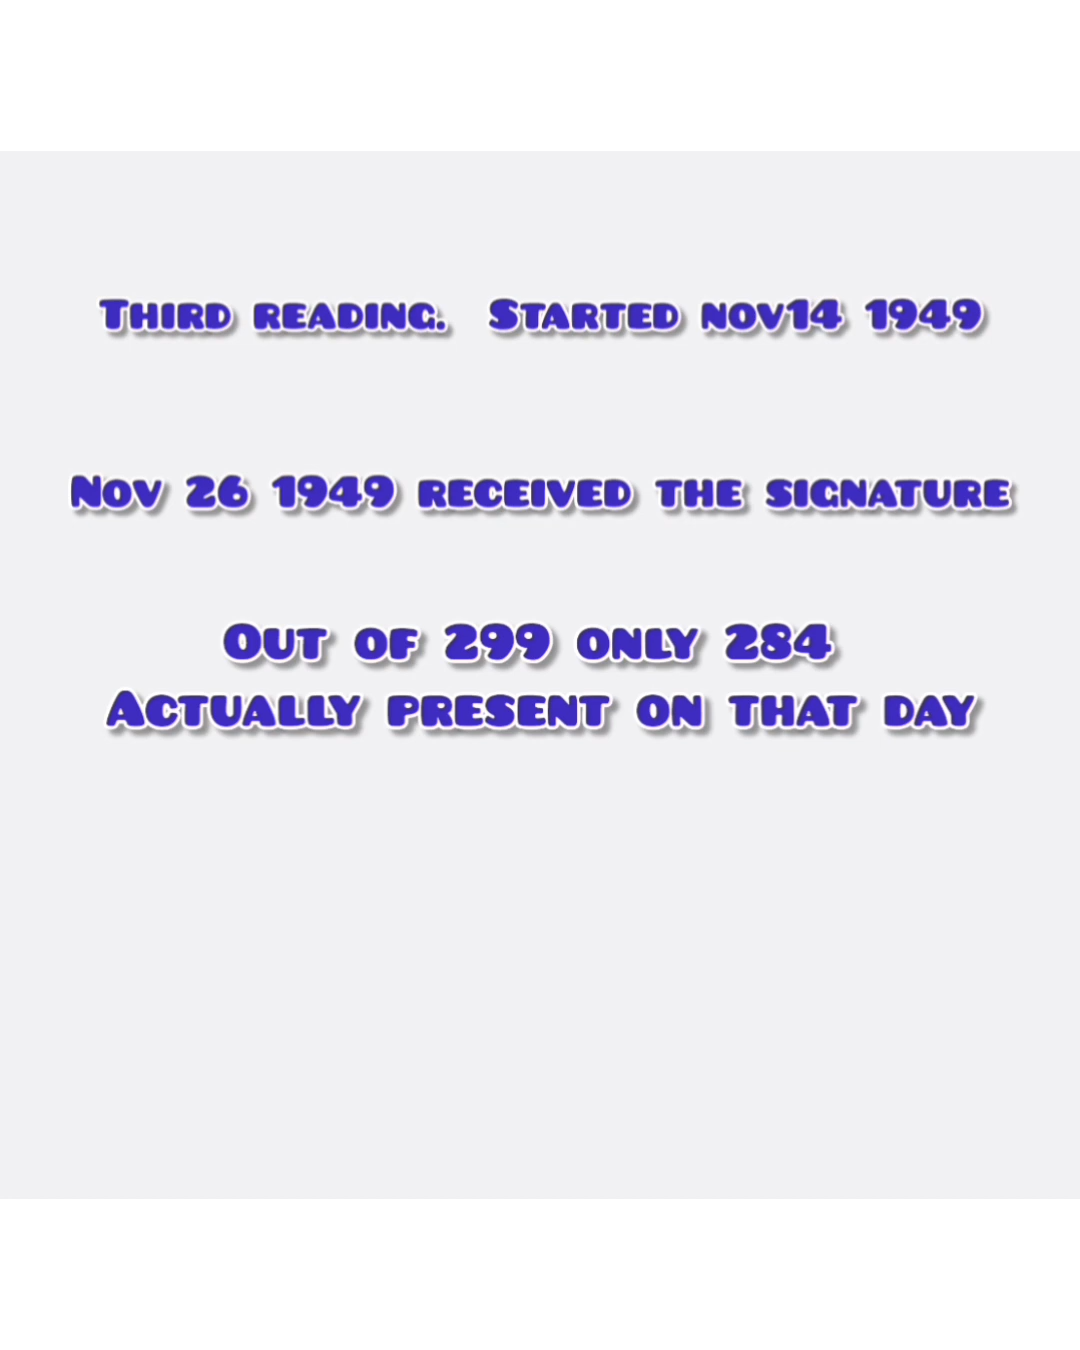 Third reading. Started nov14 1949
Nov 26 1949 received the signature
Out of 299 only 284
Actually present on that day